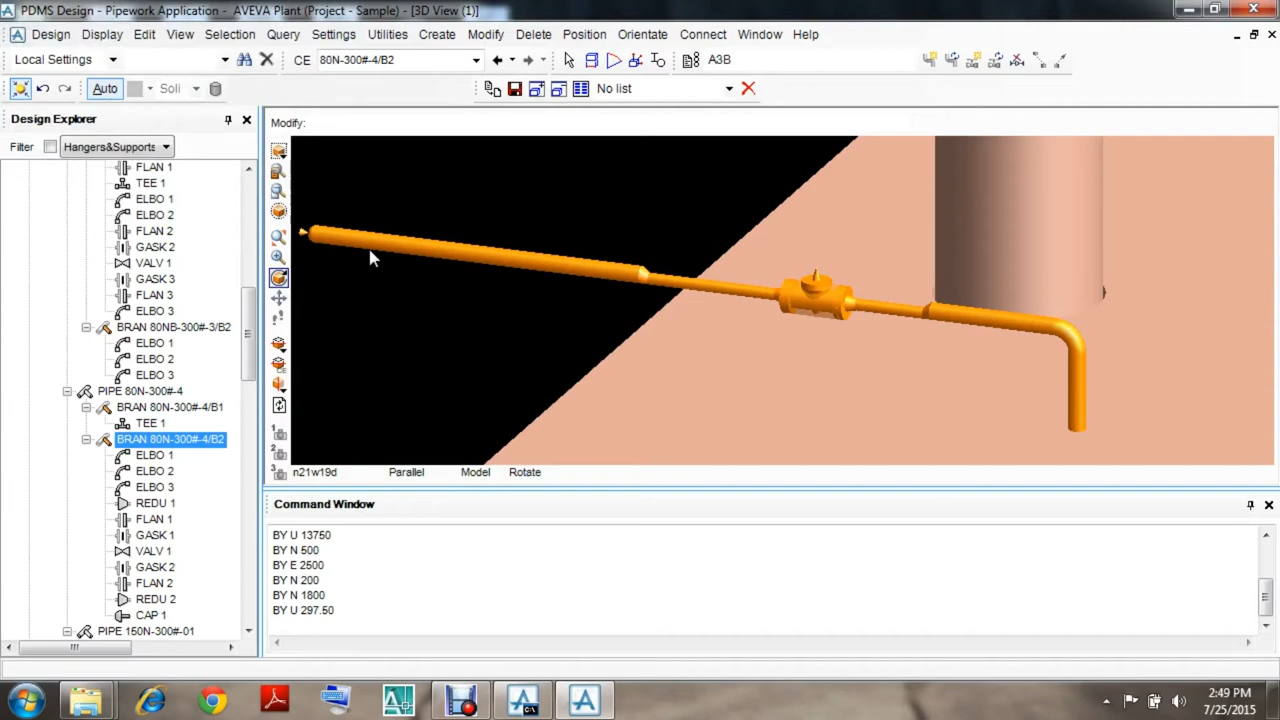 PDMS Design - Pipework Application - AVEVA Plant (Project - Sample) - [3D View (1)]
Design Display Edit View Selection Query Settings Utilities Create Modify Delete Position Orientate Connect Window Help
Local Settings CE 80N-300#-4/B2 A3B
Auto Soli No list
Design Explorer
Filter Hangers&Supports
FLAN 1
TEE 1
ELBO 1
ELBO 2
FLAN 2
GASK 2
VALV 1
GASK 3
FLAN 3
ELBO 3
BRAN 80NB-300#-3/B2
ELBO 1
ELBO 2
ELBO 3
PIPE 80N-300#-4
BRAN 80N-300#-4/B1
TEE 1
BRAN 80N-300#-4/B2
ELBO 1
ELBO 2
ELBO 3
REDU 1
FLAN 1
GASK 1
VALV 1
GASK 2
FLAN 2
REDU 2
CAP 1
PIPE 150N-300#-01
Modify:
CE
1
2
3
n21w19d Parallel Model Rotate
Command Window
BY U 13750
BY N 500
BY E 2500
BY N 200
BY N 1800
BY U 297.50
2:49 PM
7/25/2015